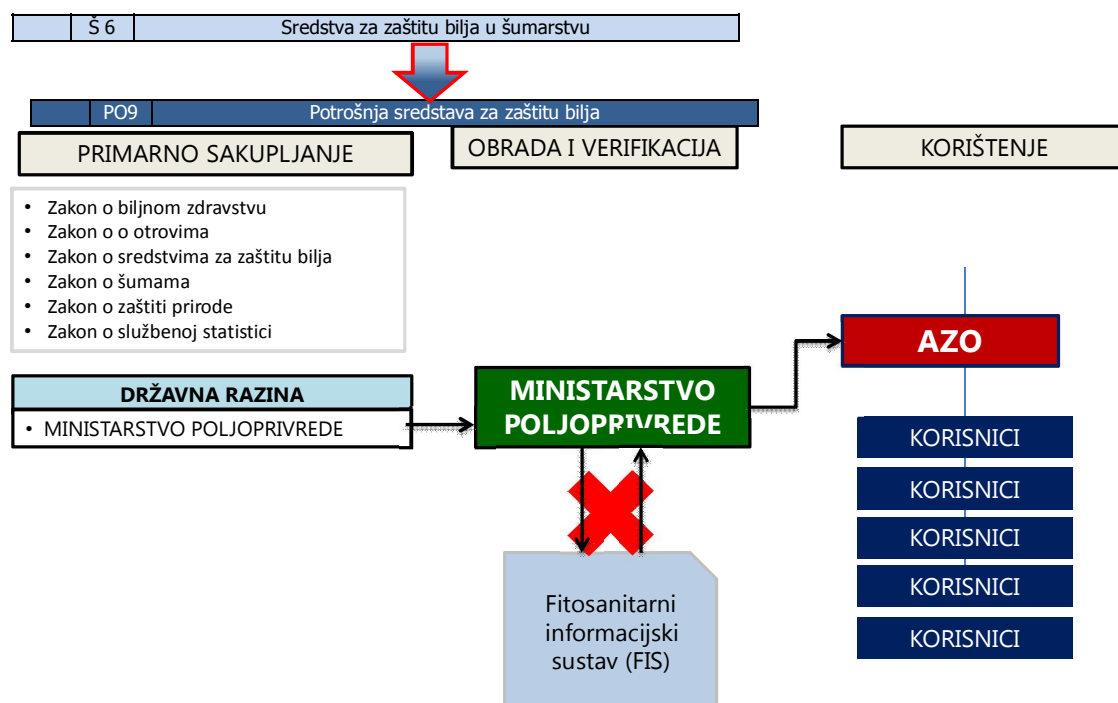 Š 6 Sredstva za zaštitu bilja u šumarstvu
PO9 Potrošnja sredstava za zaštitu bilja
PRIMARNO SAKUPLJANJE
OBRADA I VERIFIKACIJA
KORIŠTENJE
• Zakon o biljnom zdravstvu
• Zakon o o otrovima
• Zakon o sredstvima za zaštitu bilja
• Zakon o šumama
• Zakon o zaštiti prirode
• Zakon o službenoj statistici
DRŽAVNA RAZINA
• MINISTARSTVO POLJOPRIVREDE
MINISTARSTVO
POLJOPRIVREDE
AZO
KORISNICI
KORISNICI
KORISNICI
KORISNICI
KORISNICI
Fitosanitarni
informacijski
sustav (FIS)